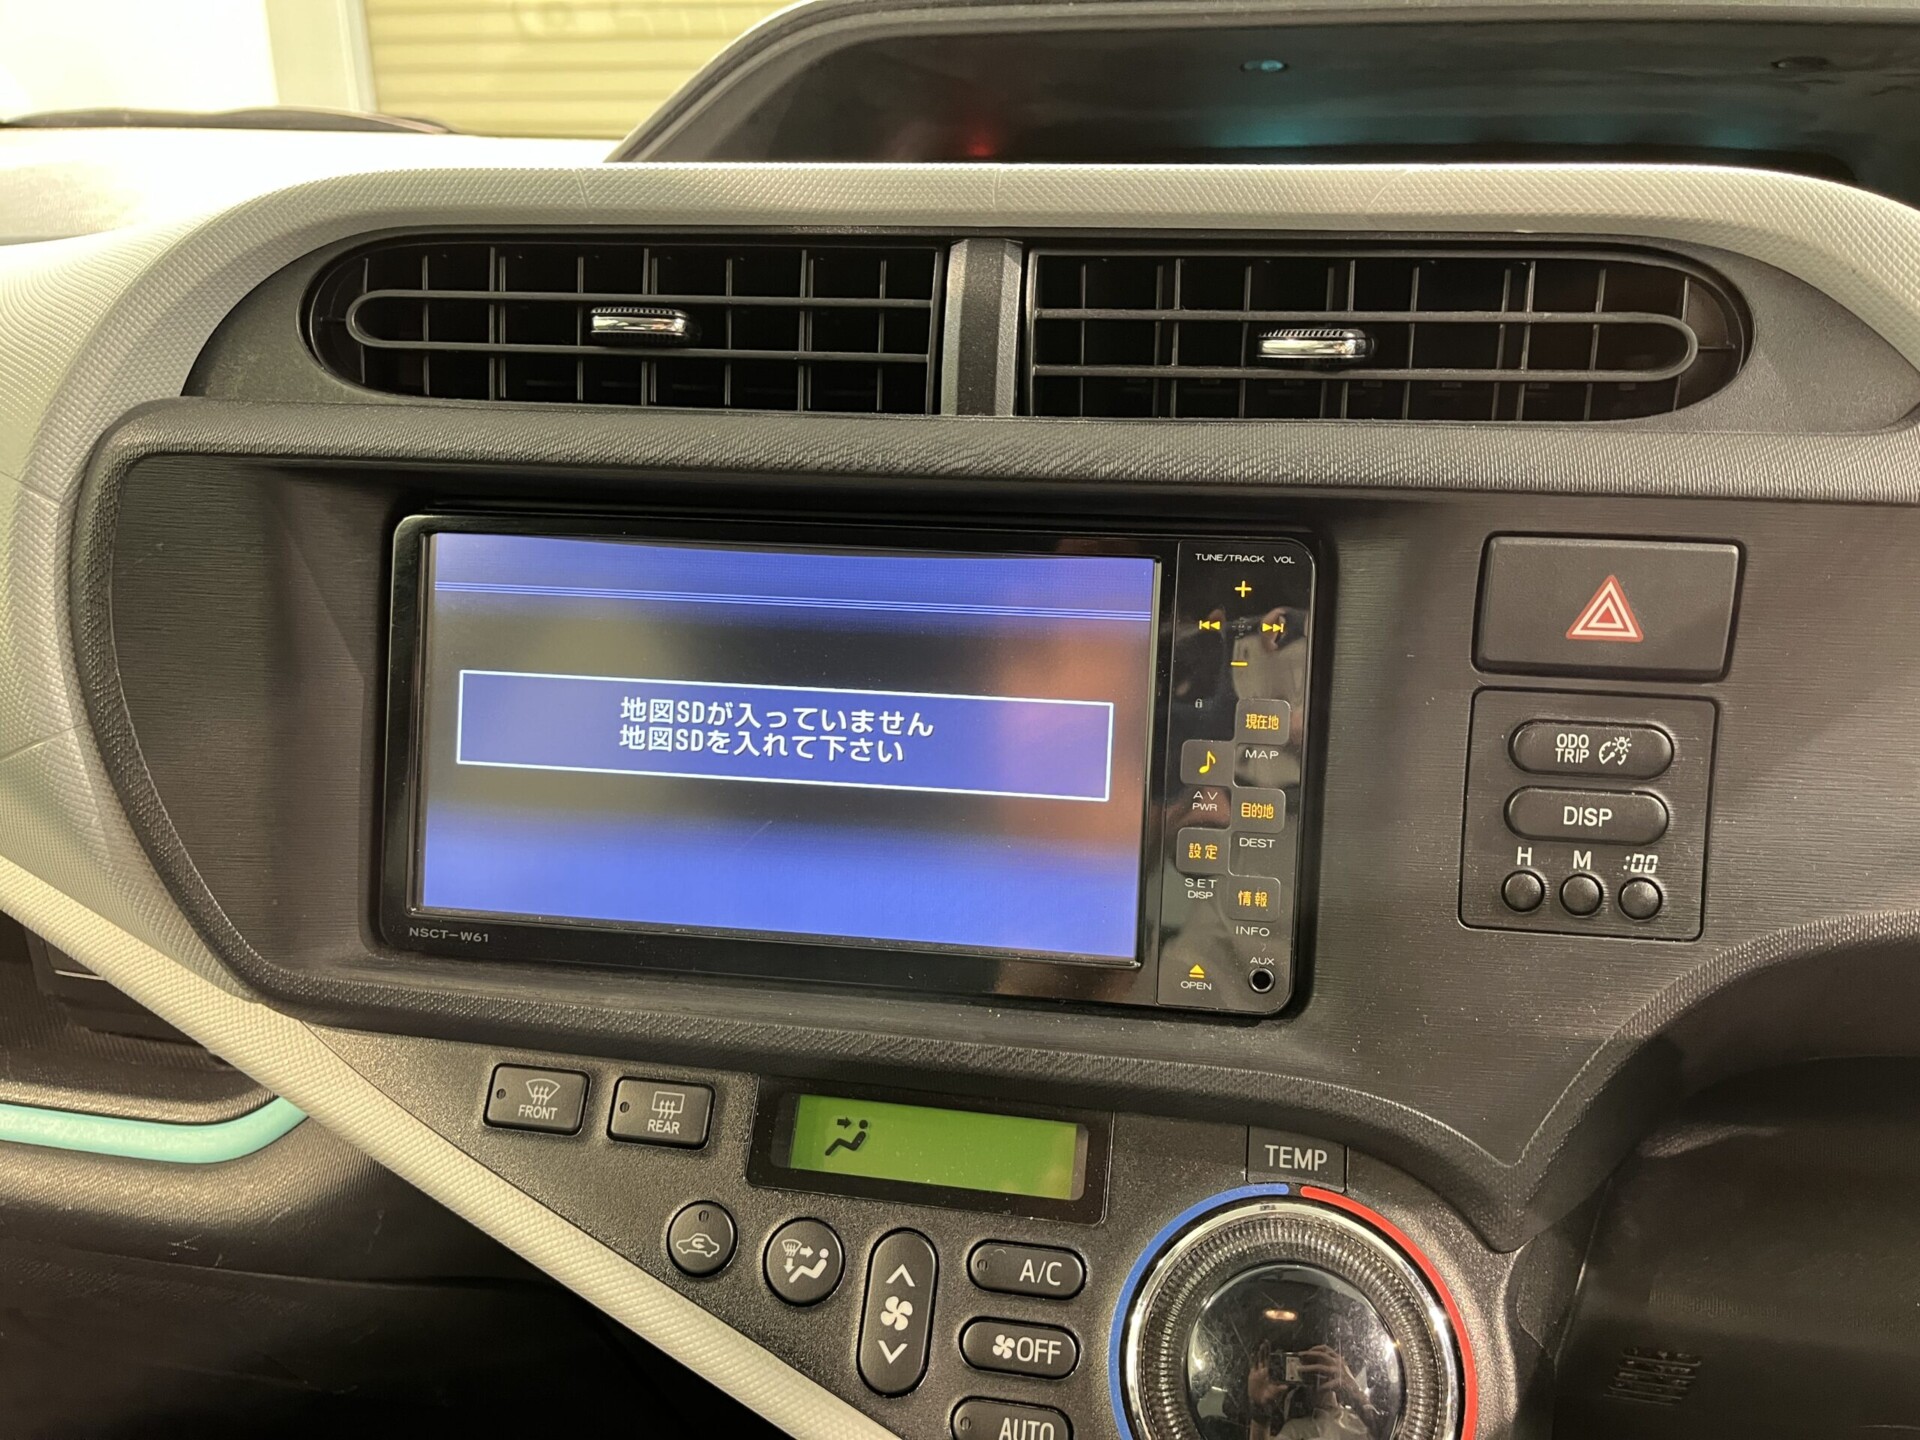 TUNE/TRACK VOL
地図SDが入っていません
地図SDを入れて下さい
現在地
MAP
AV
PWR
目的地
DEST
設定
SET
DISP
情報
INFO
AUX
OPEN
NSCT-W61
ODO
TRIP
DISP
H M :00
FRONT
REAR
TEMP
A/C
OFF
AUTO